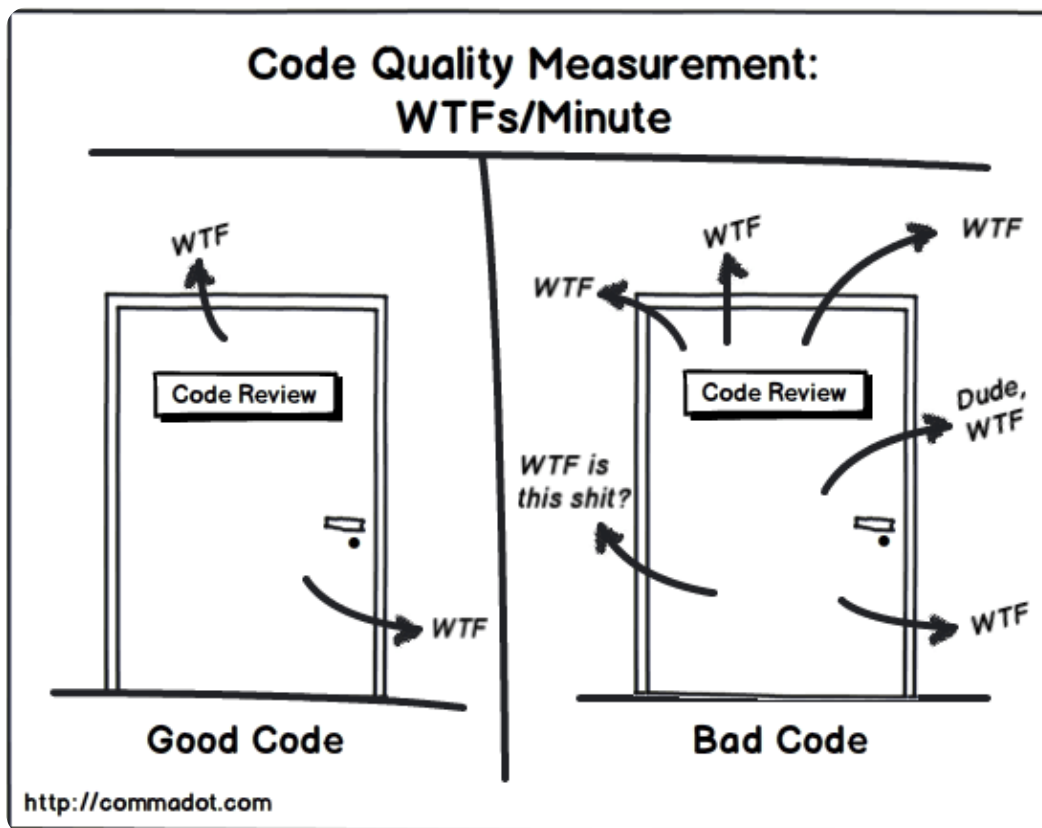 Code Quality Measurement:
WTFs/Minute
WTF
Code Review
WTF
Good Code
WTF
WTF
WTF
Code Review
Dude,
WTF
WTF is
this shit?
WTF
Bad Code
http://commadot.com